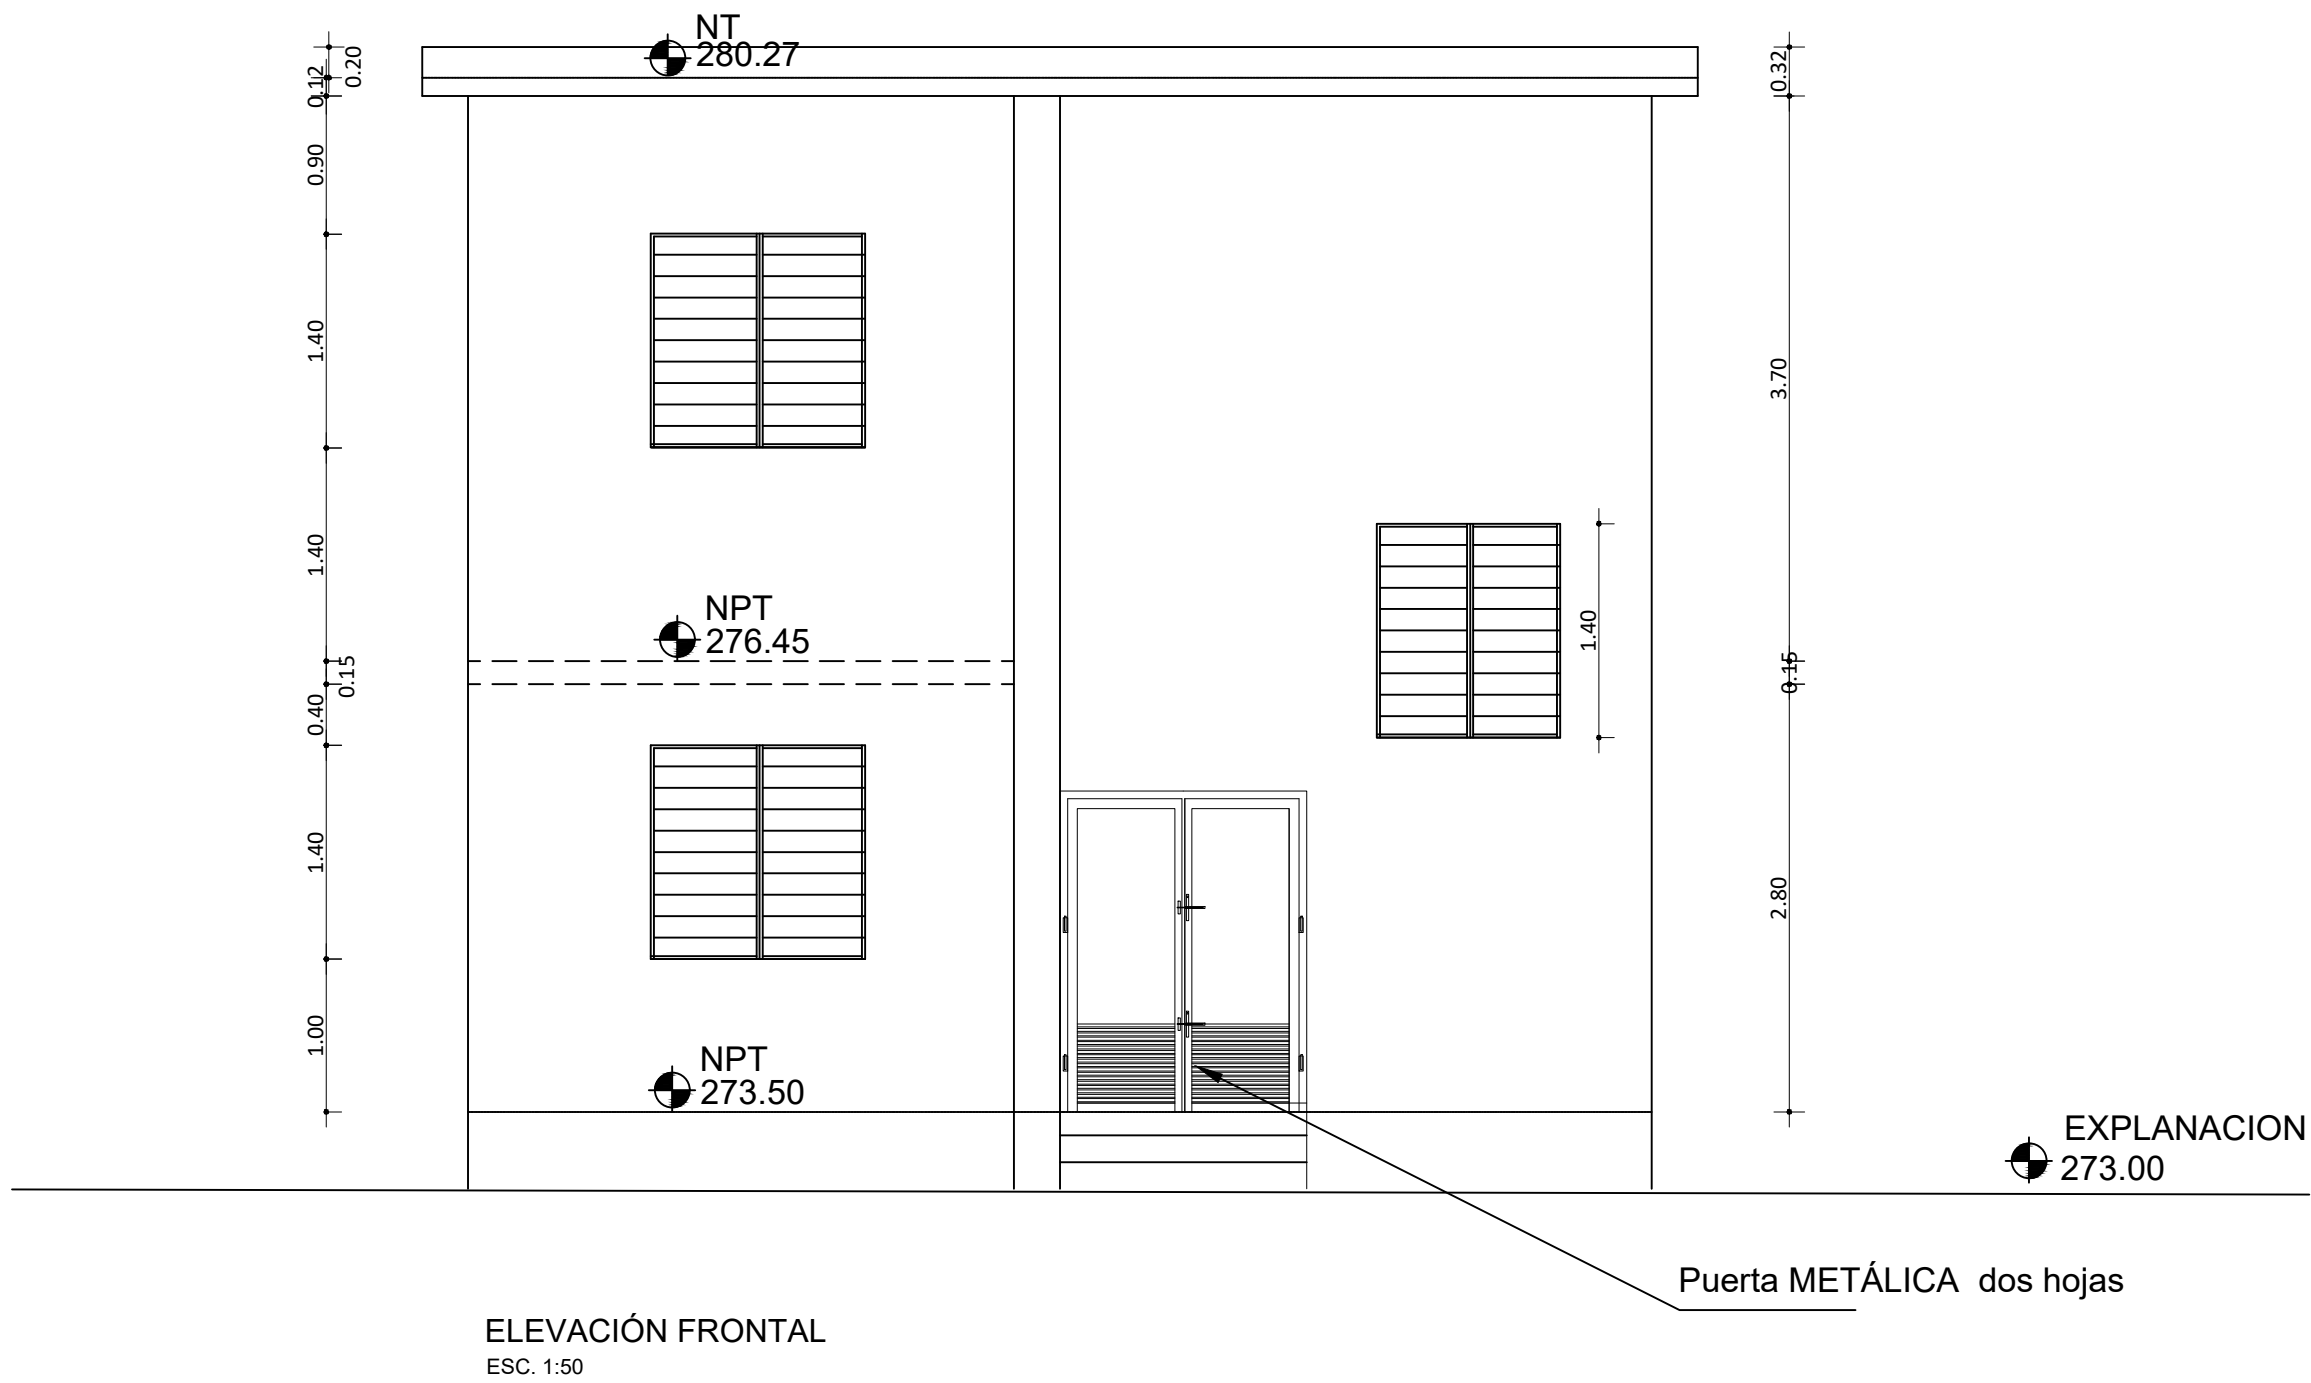 NT
280.27
0.20
0.12
0.90
1.40
1.40
0.15
0.40
1.40
1.00
NPT
276.45
NPT
273.50
1.40
0.32
3.70
0.15
2.80
EXPLANACION
273.00
Puerta METÁLICA dos hojas
ELEVACIÓN FRONTAL
ESC. 1:50